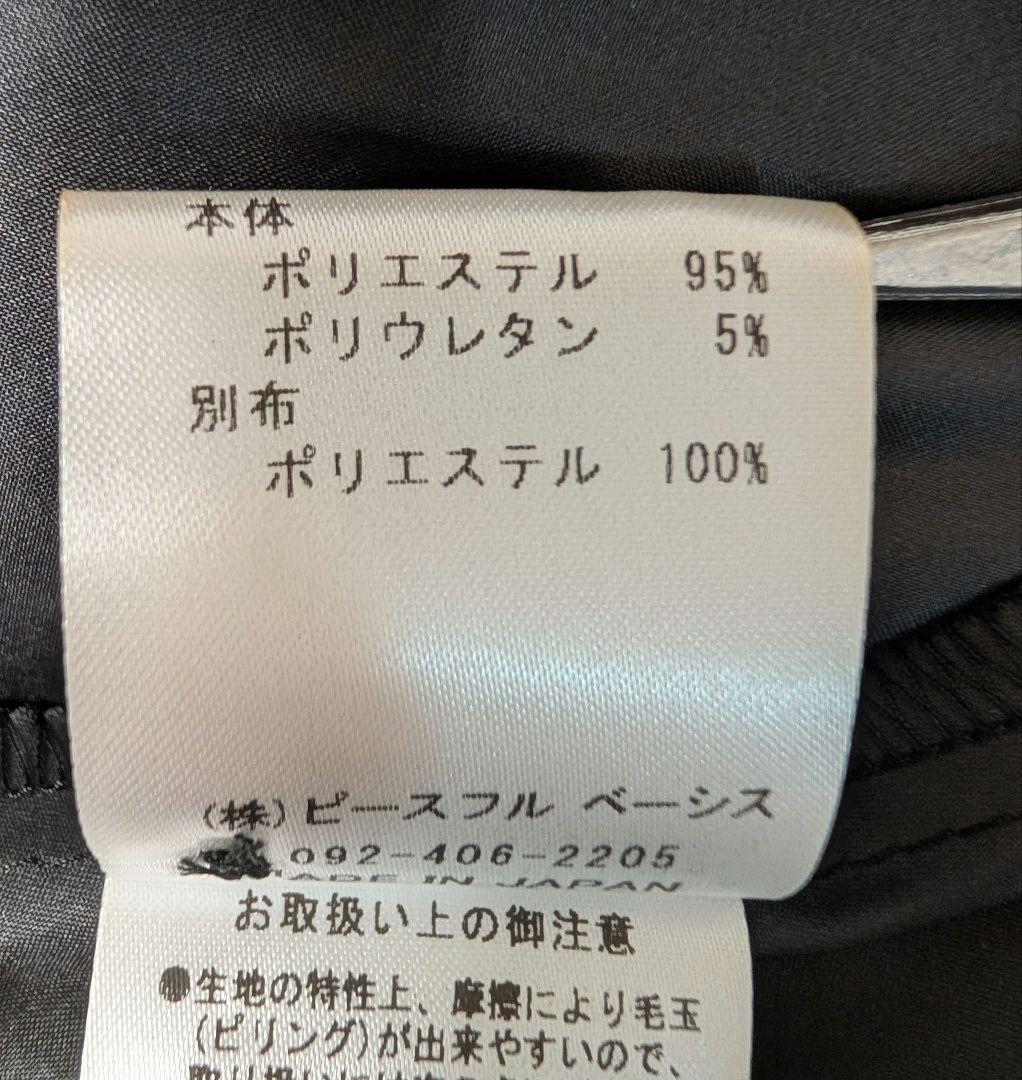 本体
ポリエステル 95%
ポリウレタン 5%
別布
ポリエステル 100%
(株)ピースフル ベーシス
092-406-2205
MADE IN JAPAN
お取扱い上の御注意
●生地の特性上、摩擦により毛玉
(ピリング)が出来やすいので、